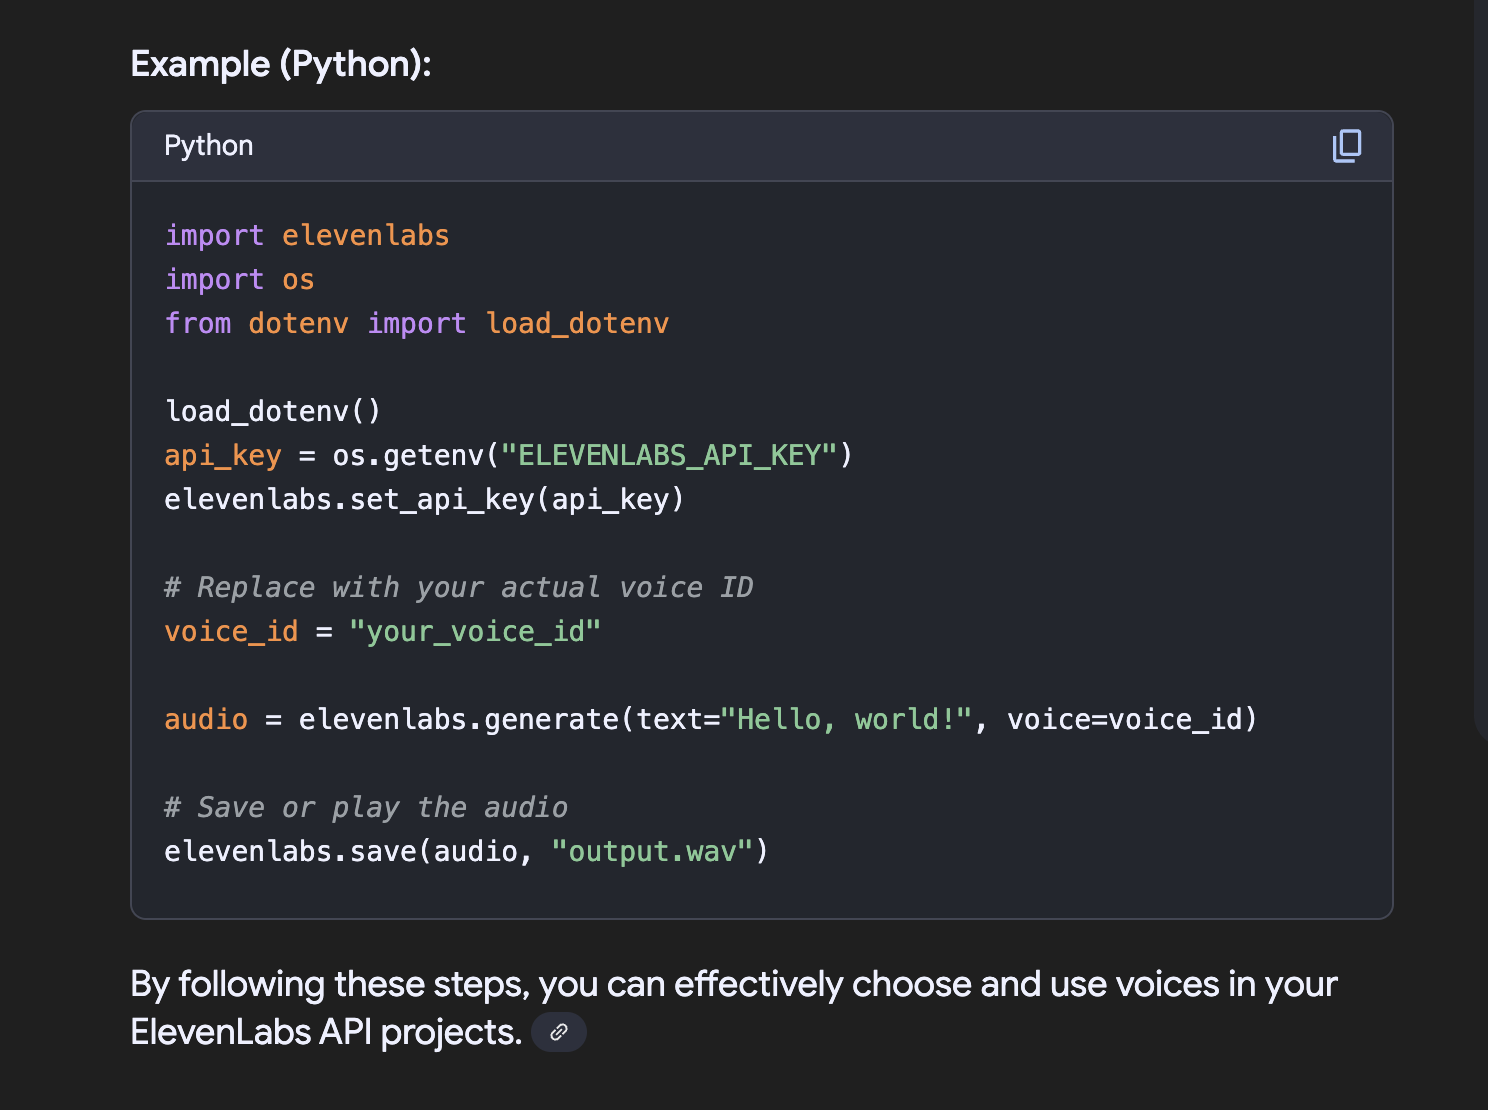 Example (Python):
Python
import elevenlabs
import os
from dotenv import load_dotenv
load_dotenv()
api_key = os.getenv("ELEVENLABS_API_KEY")
elevenlabs.set_api_key(api_key)
# Replace with your actual voice ID
voice_id = "your_voice_id"
audio = elevenlabs.generate(text="Hello, world!", voice=voice_id)
# Save or play the audio
elevenlabs.save(audio, "output.wav")
By following these steps, you can effectively choose and use voices in your
ElevenLabs API projects.